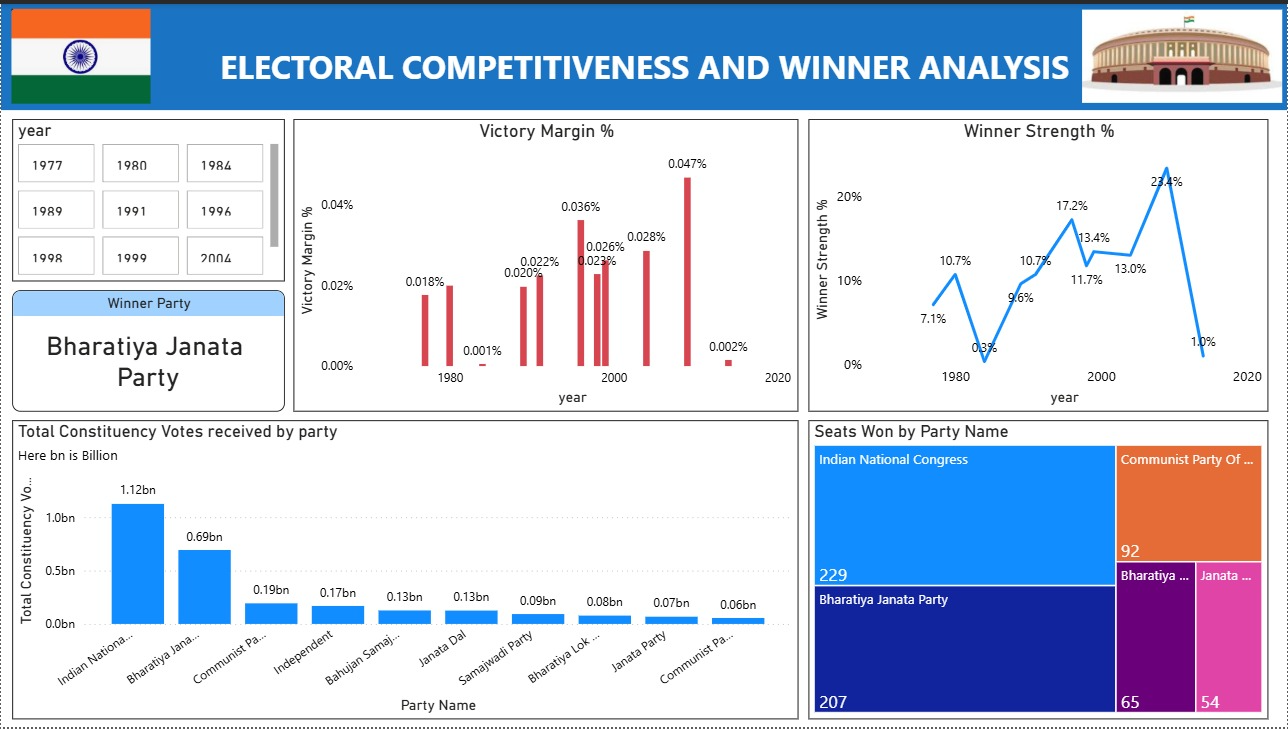 ELECTORAL COMPETITIVENESS AND WINNER ANALYSIS
year
1977
1980
1984
1989
1991
1996
1998
1999
2004
Winner Party
Bharatiya Janata
Party
Victory Margin %
Victory Margin %
0.04%
0.02%
0.00%
0.018%
0.001%
0.020%
0.022%
0.036%
0.023%
0.026%
0.028%
0.047%
0.002%
1980
2000
2020
year
Winner Strength %
Winner Strength %
20%
10%
0%
7.1%
10.7%
0.3%
9.6%
10.7%
17.2%
11.7%
13.4%
13.0%
23.4%
1.0%
1980
2000
2020
year
Total Constituency Votes received by party
Here bn is Billion
Total Constituency Vo...
1.0bn
0.5bn
0.0bn
1.12bn
0.69bn
0.19bn
0.17bn
0.13bn
0.13bn
0.09bn
0.08bn
0.07bn
0.06bn
Indian Nationa...
Bharatiya Jana...
Communist Pa...
Independent
Bahujan Samaj...
Janata Dal
Samajwadi Party
Bharatiya Lok ...
Janata Party
Communist Pa...
Party Name
Seats Won by Party Name
Indian National Congress
229
Bharatiya Janata Party
207
Communist Party Of ...
92
Bharatiya ...
65
Janata ...
54